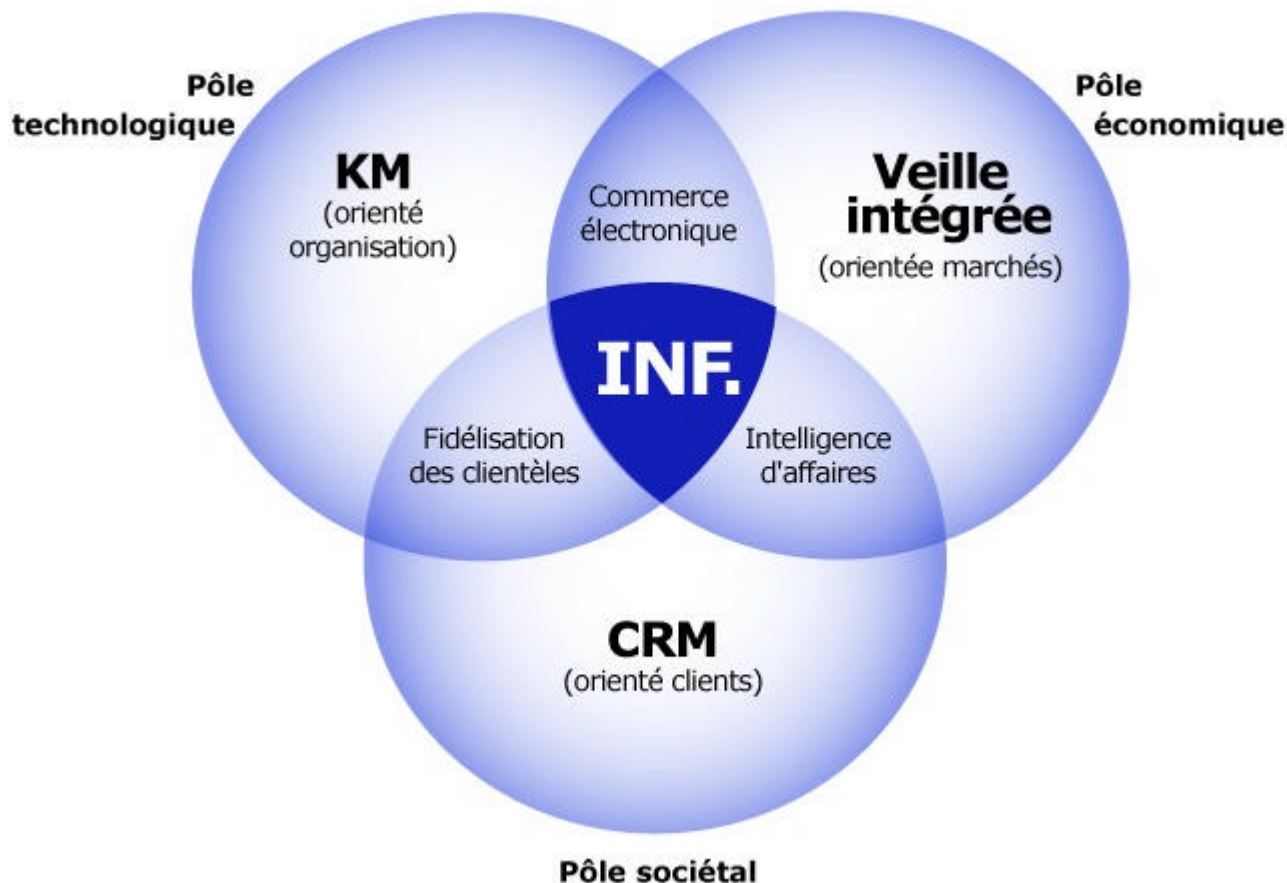 Pôle
technologique
Pôle
économique
KM
(orienté
organisation)
Commerce
électronique
Veille
intégrée
(orientée marchés)
INF.
Fidélisation
des clientèles
Intelligence
d'affaires
CRM
(orienté clients)
Pôle sociétal